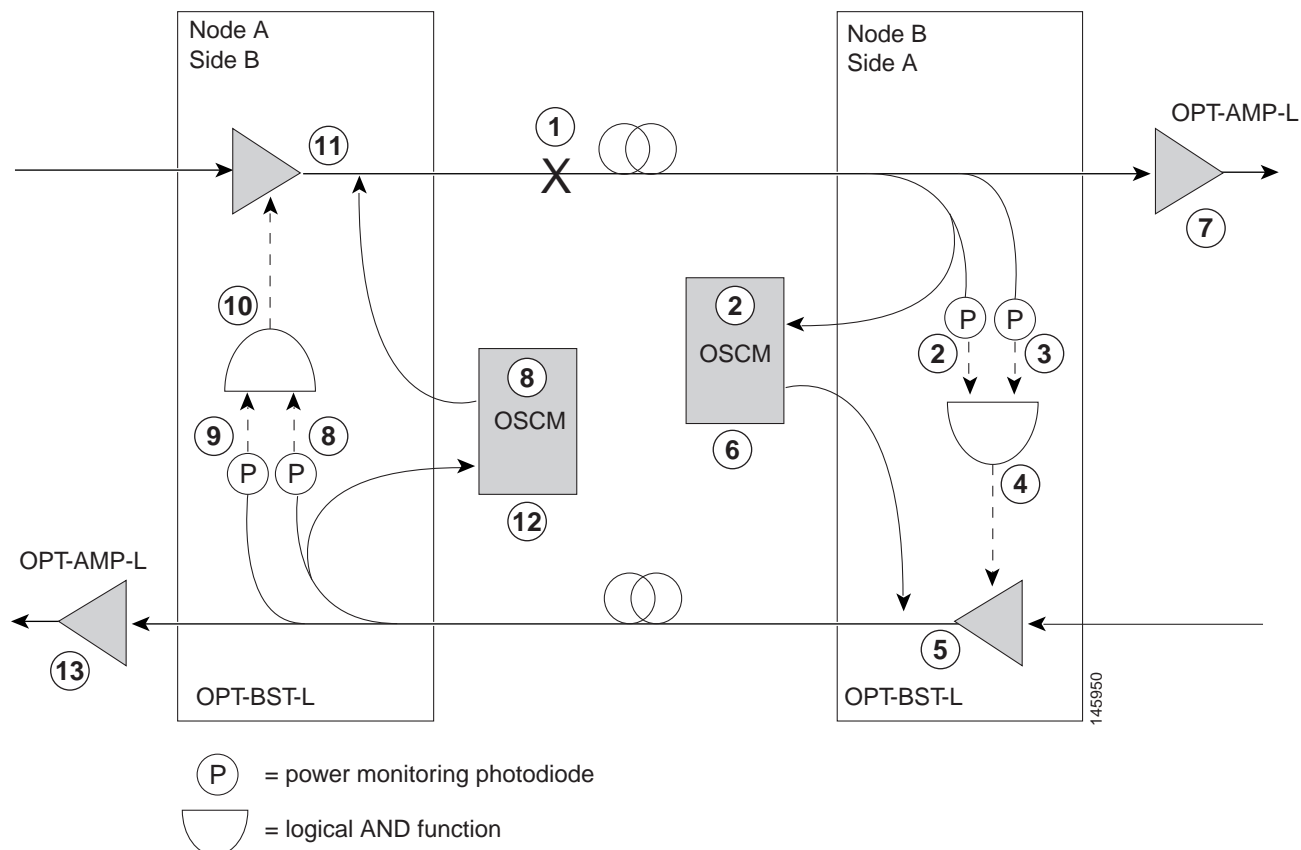 Node A
Side B
Node B
Side A
OPT-AMP-L
1
11
X
7
2
OSCM
P
P
2
3
10
8
OSCM
9
8
6
P
P
4
12
OPT-AMP-L
13
5
OPT-BST-L
OPT-BST-L
145950
P = power monitoring photodiode
= logical AND function